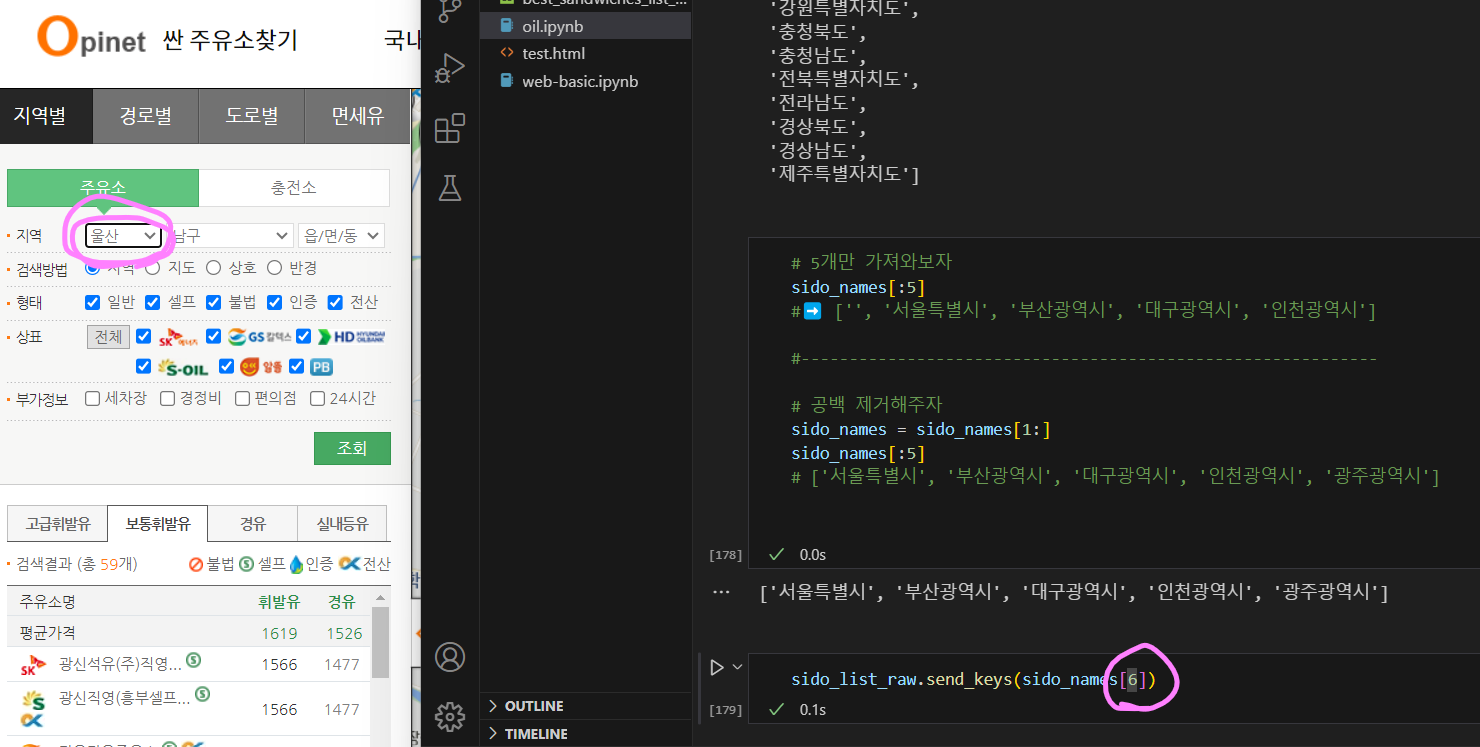 Opinet 싼 주유소찾기 국내
지역별 경로별 도로별 면세유
주유소 충전소
지역 울산 남구 읍/면/동
검색방법 지역 지도 상호 반경
형태 일반 셀프 불법 인증 전산
상표 전체 SK에너지 GS칼텍스 HD HYUNDAI OILBANK
S-OIL 알뜰 PB
부가정보 세차장 경정비 편의점 24시간
조회
고급휘발유 보통휘발유 경유 실내등유
검색결과 (총 59개) 불법 S 셀프 인증 전산
주유소명 휘발유 경유
평균가격 1619 1526
SK 광신석유(주)직영... S 1566 1477
광신직영(흥부셀프... S 1566 1477
oil.ipynb
test.html
web-basic.ipynb
OUTLINE
TIMELINE
'강원특별자치도',
'충청북도',
'충청남도',
'전북특별자치도',
'전라남도',
'경상북도',
'경상남도',
'제주특별자치도']
# 5개만 가져와보자
sido_names[:5]
#➡ ['', '서울특별시', '부산광역시', '대구광역시', '인천광역시']
#-----------------------------------------------------------
# 공백 제거해주자
sido_names = sido_names[1:]
sido_names[:5]
# ['서울특별시', '부산광역시', '대구광역시', '인천광역시', '광주광역시']
[178] 0.0s
... ['서울특별시', '부산광역시', '대구광역시', '인천광역시', '광주광역시']
sido_list_raw.send_keys(sido_names[6])
[179] 0.1s